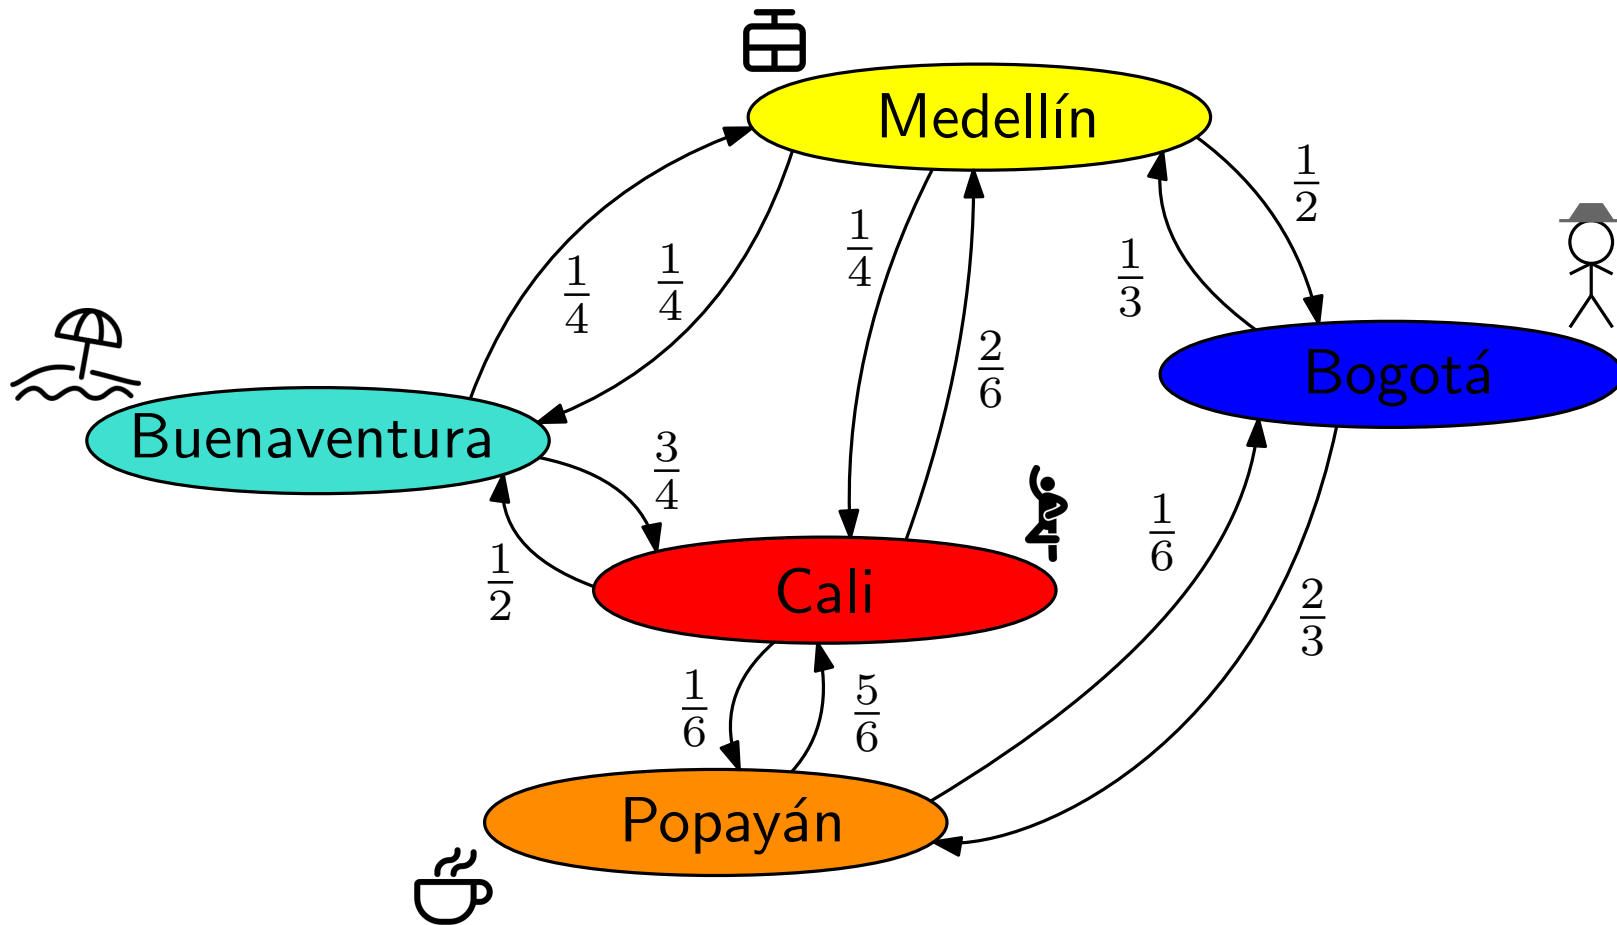 Medellín
1/2
1/4
1/4
1/4
1/3
2/6
Bogotá
Buenaventura
3/4
1/6
1/2
Cali
2/3
1/6
5/6
Popayán